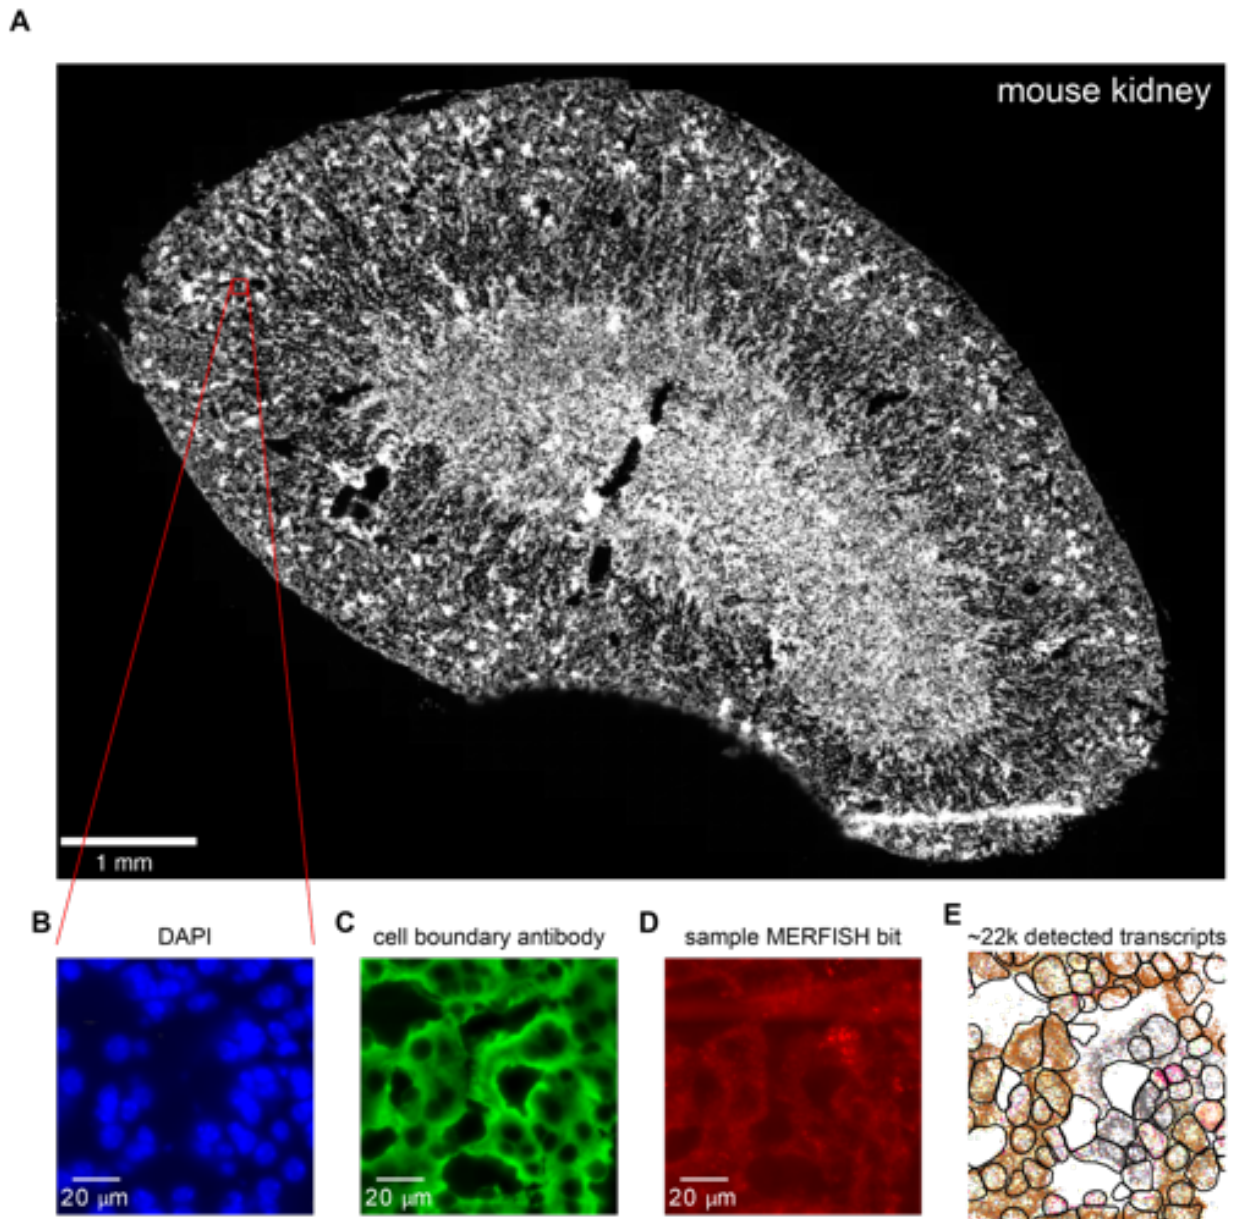 A
mouse kidney
1 mm
B
DAPI
20 μm
C
cell boundary antibody
20 μm
D
sample MERFISH bit
20 μm
E
~22k detected transcripts